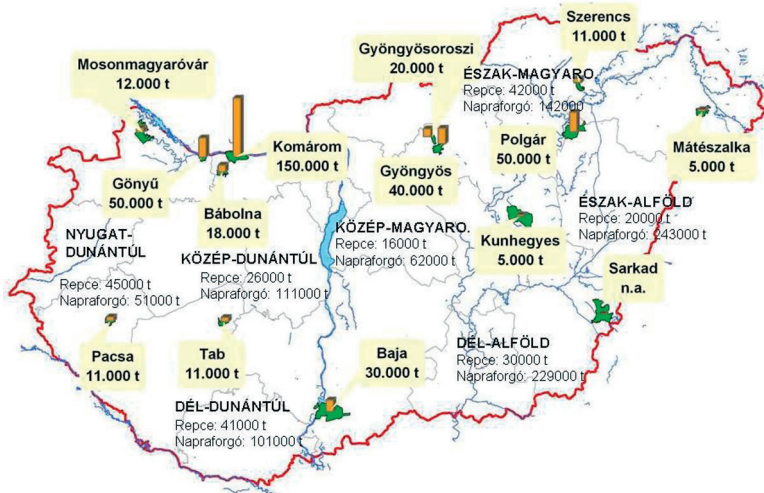 Szerencs
11.000 t
Gyöngyösoroszi
20.000 t
Mosonmagyaróvár
12.000 t
ÉSZAK-MAGYARO.
Repce: 42000 t
Napraforgó: 142000
Komárom
150.000 t
Polgár
50.000 t
Mátészalka
5.000 t
Gönyű
50.000 t
Gyöngyös
40.000 t
Bábolna
18.000 t
ÉSZAK-ALFÖLD
Repce: 20000 t
Napraforgó: 243000 t
KÖZÉP-MAGYARO.
Repce: 16000 t
Napraforgó: 62000 t
Kunhegyes
5.000 t
NYUGAT-
DUNÁNTÚL
Repce: 45000 t
Napraforgó: 51000 t
KÖZÉP-DUNÁNTÚL
Repce: 26000 t
Napraforgó: 111000 t
Sarkad
n.a.
DÉL-ALFÖLD
Repce: 30000 t
Napraforgó: 229000 t
Pacsa
11.000 t
Tab
11.000 t
Baja
30.000 t
DÉL-DUNÁNTÚL
Repce: 41000 t
Napraforgó: 101000 t